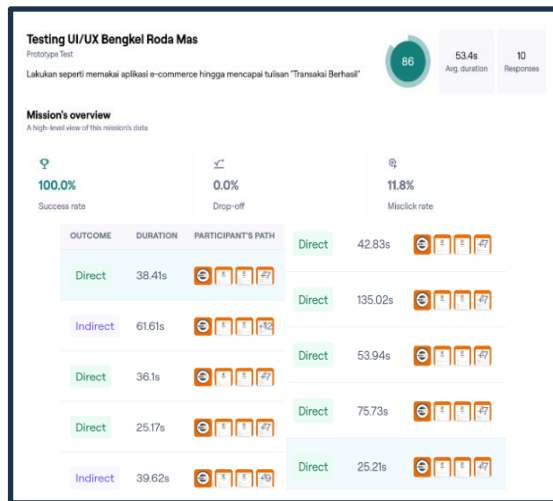 Testing UI/UX Bengkel Roda Mas
Prototype Test
Lakukan seperti memakai aplikasi e-commerce hingga mencapai tulisan "Transaksi Berhasil"
86
53.4s
Avg. duration
10
Responses
Mission's overview
A high-level view of this mission's data
100.0%
Success rate
0.0%
Drop-off
11.8%
Misclick rate
OUTCOME DURATION PARTICIPANT'S PATH
Direct 38.41s +7
Indirect 61.61s +12
Direct 36.1s +7
Direct 25.17s +7
Indirect 39.62s +9
Direct 42.83s +7
Direct 135.02s +7
Direct 53.94s +7
Direct 75.73s +7
Direct 25.21s +7